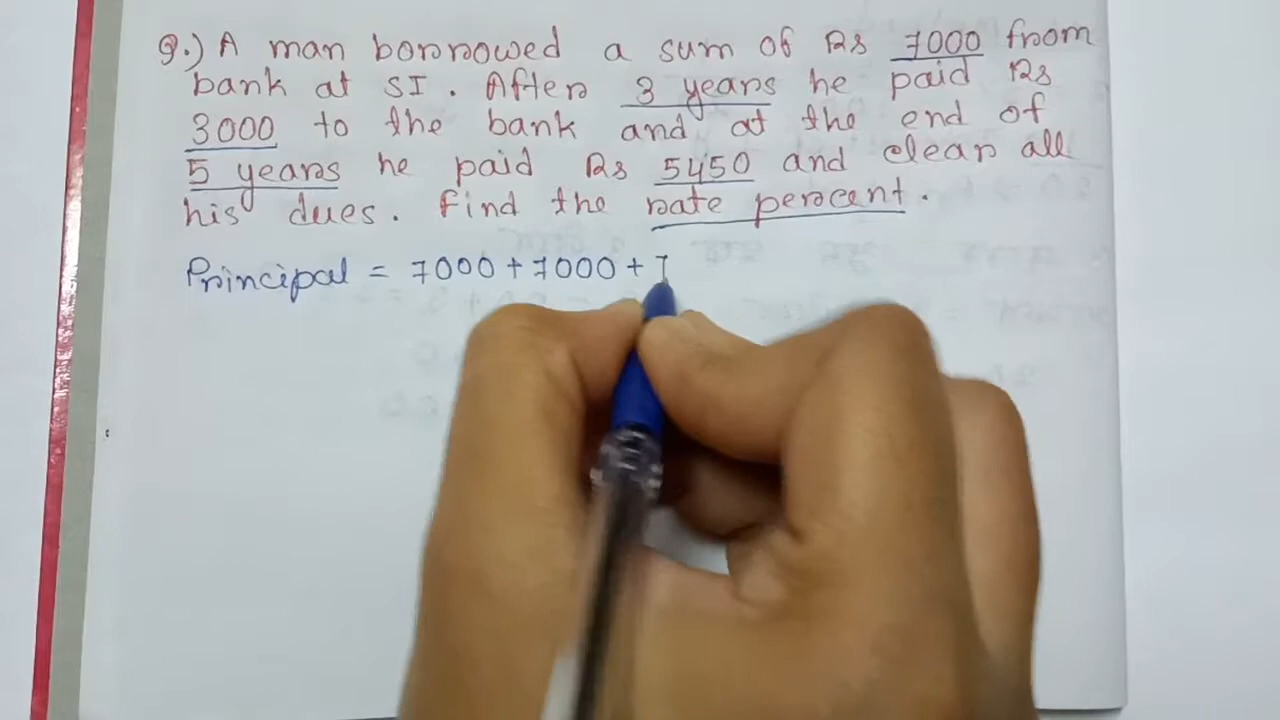 Q.) A man borrowed a sum of Rs 7000 from
bank at SI. After 3 years he paid Rs
3000 to the bank and at the end of
5 years he paid Rs 5450 and clear all
his dues. Find the rate percent.
Principal = 7000 + 7000 + 7